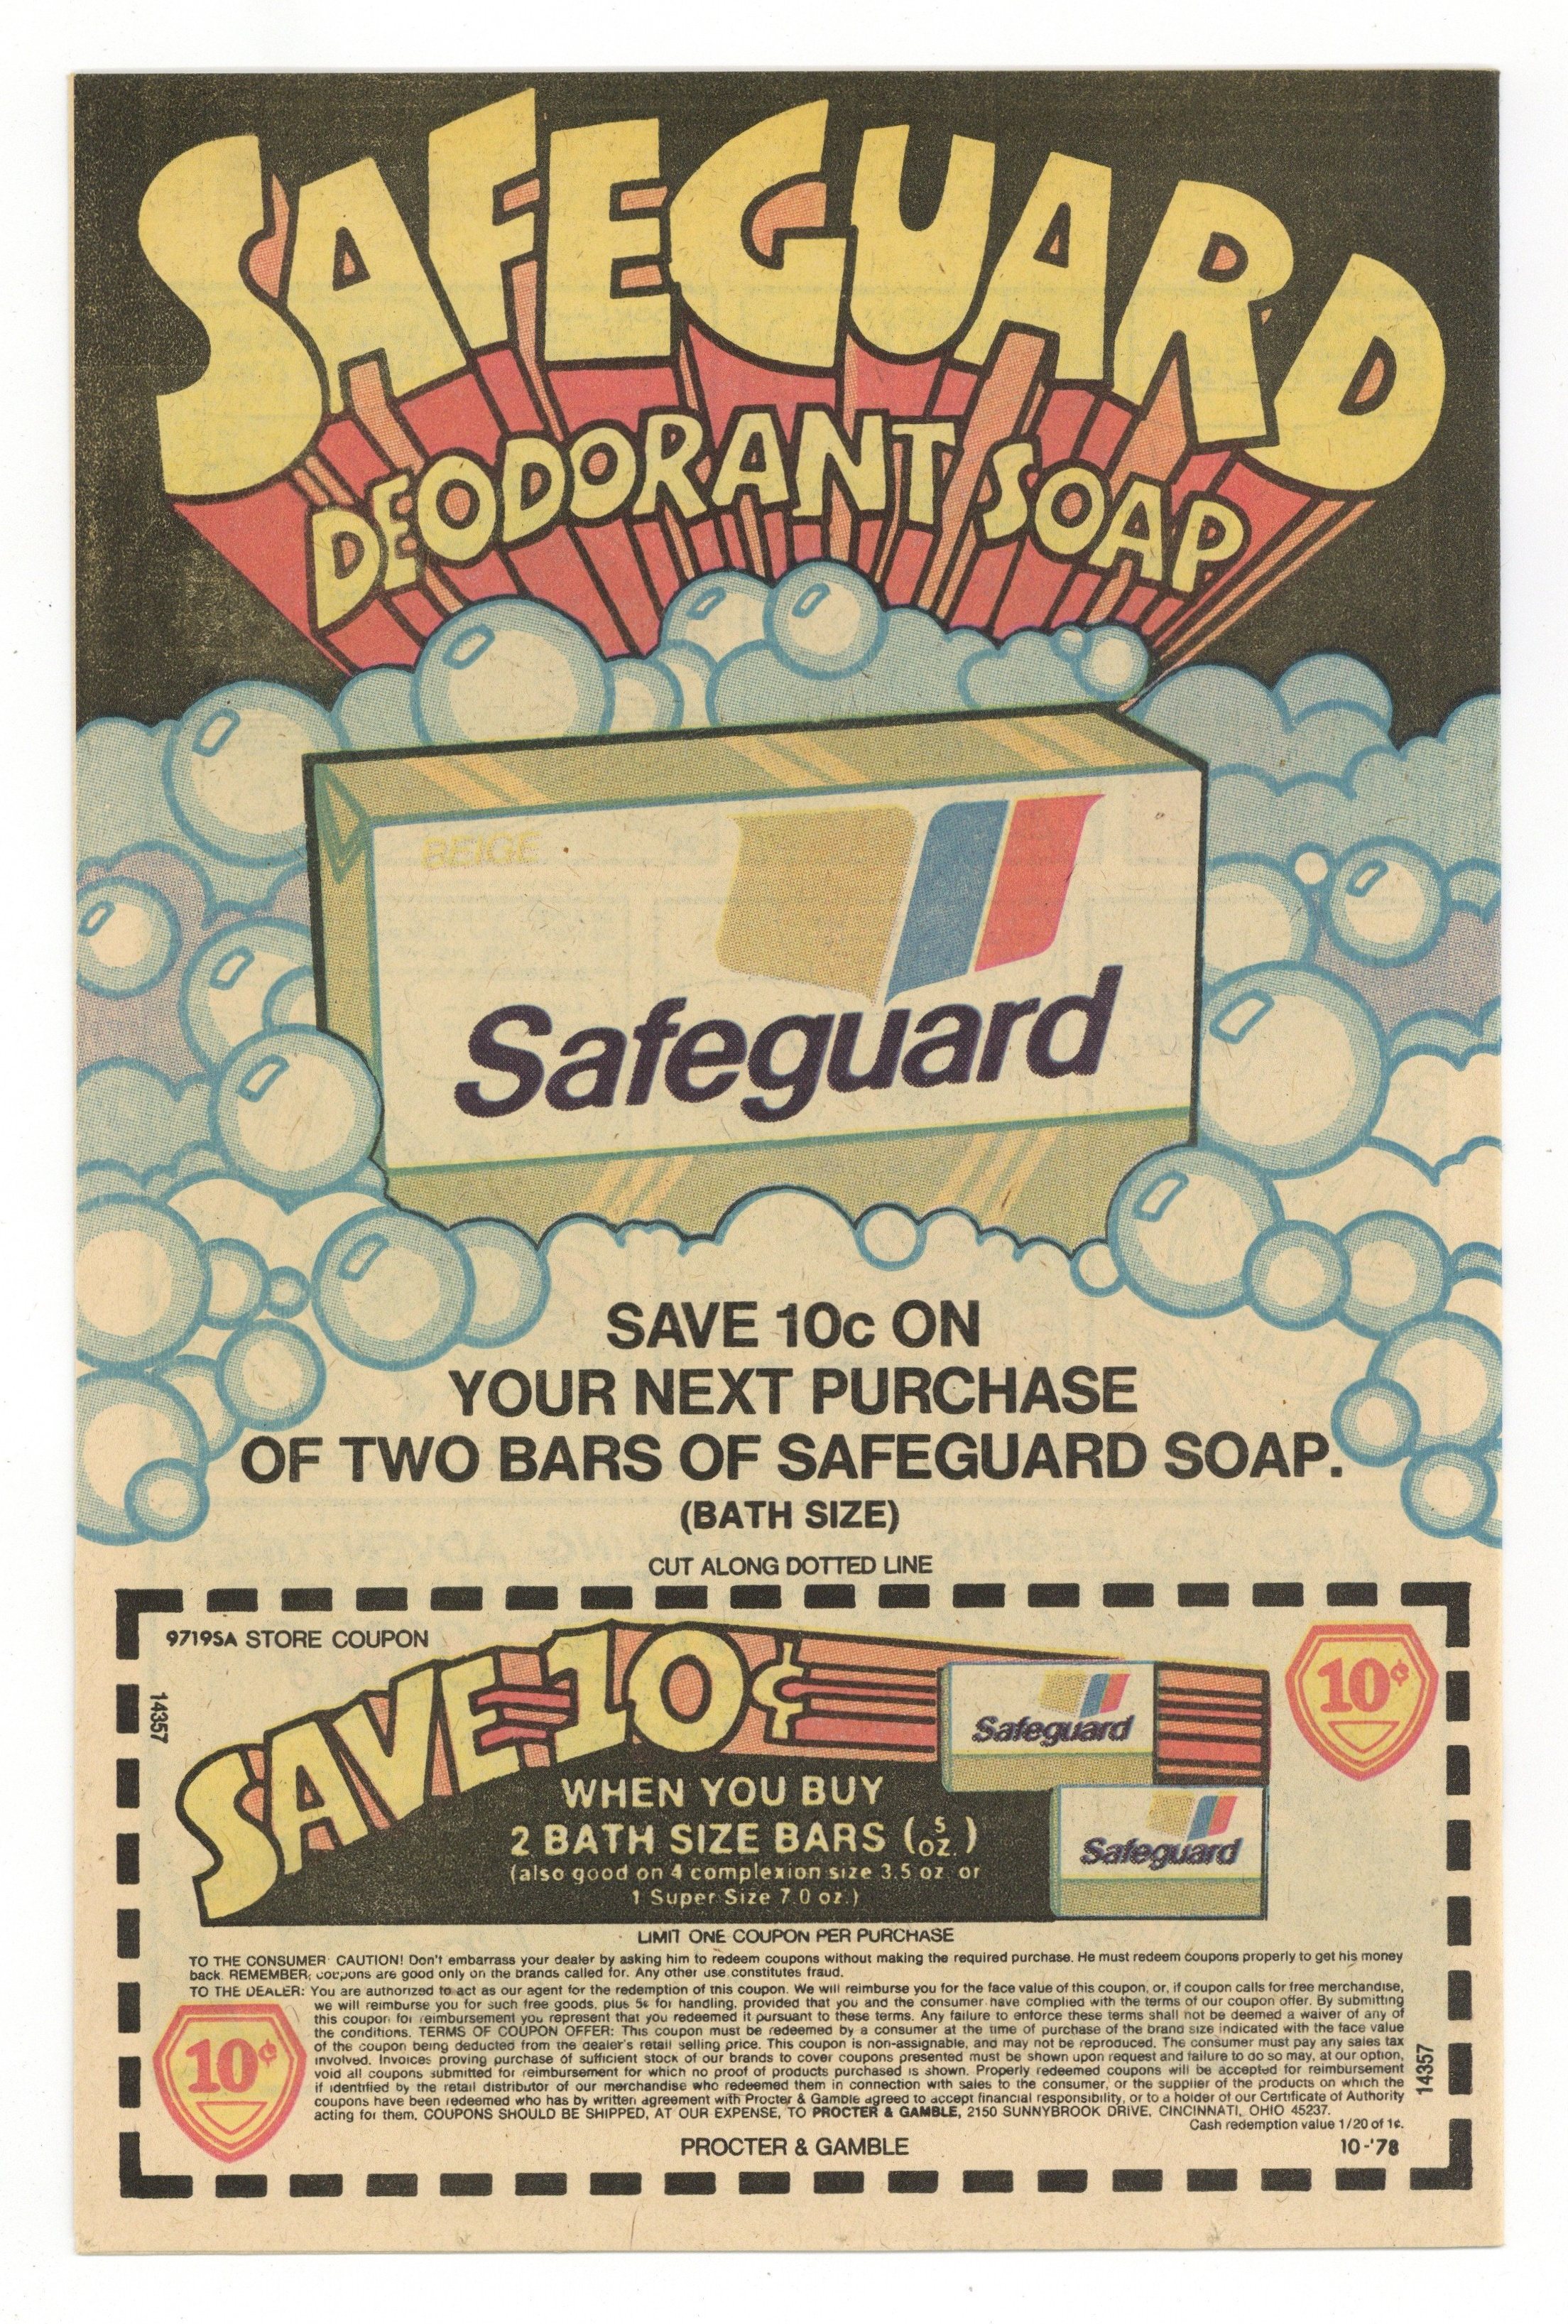 SAFEGUARD
DEODORANT SOAP
BEIGE
Safeguard
SAVE 10c ON
YOUR NEXT PURCHASE
OF TWO BARS OF SAFEGUARD SOAP.
(BATH SIZE)
CUT ALONG DOTTED LINE
9719SA STORE COUPON
14357
SAVE 10¢
10¢
Safeguard
Safeguard
WHEN YOU BUY
2 BATH SIZE BARS (5 oz.)
(also good on 4 complexion size 3.5 oz or
1 Super Size 7.0 oz.)
LIMIT ONE COUPON PER PURCHASE
TO THE CONSUMER: CAUTION! Don't embarrass your dealer by asking him to redeem coupons without making the required purchase. He must redeem coupons properly to get his money
back. REMEMBER, coupons are good only on the brands called for. Any other use constitutes fraud.
TO THE DEALER: You are authorized to act as our agent for the redemption of this coupon. We will reimburse you for the face value of this coupon, or, if coupon calls for free merchandise,
we will reimburse you for such free goods, plus 5¢ for handling, provided that you and the consumer have complied with the terms of our coupon offer. By submitting
this coupon for reimbursement you represent that you redeemed it pursuant to these terms. Any failure to enforce these terms shall not be deemed a waiver of any of
the conditions. TERMS OF COUPON OFFER: This coupon must be redeemed by a consumer at the time of purchase of the brand size indicated with the face value
of the coupon being deducted from the dealer's retail selling price. This coupon is non-assignable, and may not be reproduced. The consumer must pay any sales tax
involved. Invoices proving purchase of sufficient stock of our brands to cover coupons presented must be shown upon request and failure to do so may, at our option,
void all coupons submitted for reimbursement for which no proof of products purchased is shown. Properly redeemed coupons will be accepted for reimbursement
if identified by the retail distributor of our merchandise who redeemed them in connection with sales to the consumer, or the supplier of the products on which the
coupons have been redeemed who has by written agreement with Procter & Gamble agreed to accept financial responsibility, or to a holder of our Certificate of Authority
acting for them. COUPONS SHOULD BE SHIPPED, AT OUR EXPENSE, TO PROCTER & GAMBLE, 2150 SUNNYBROOK DRIVE, CINCINNATI, OHIO 45237.
Cash redemption value 1/20 of 1¢.
10¢
14357
PROCTER & GAMBLE
10-'78